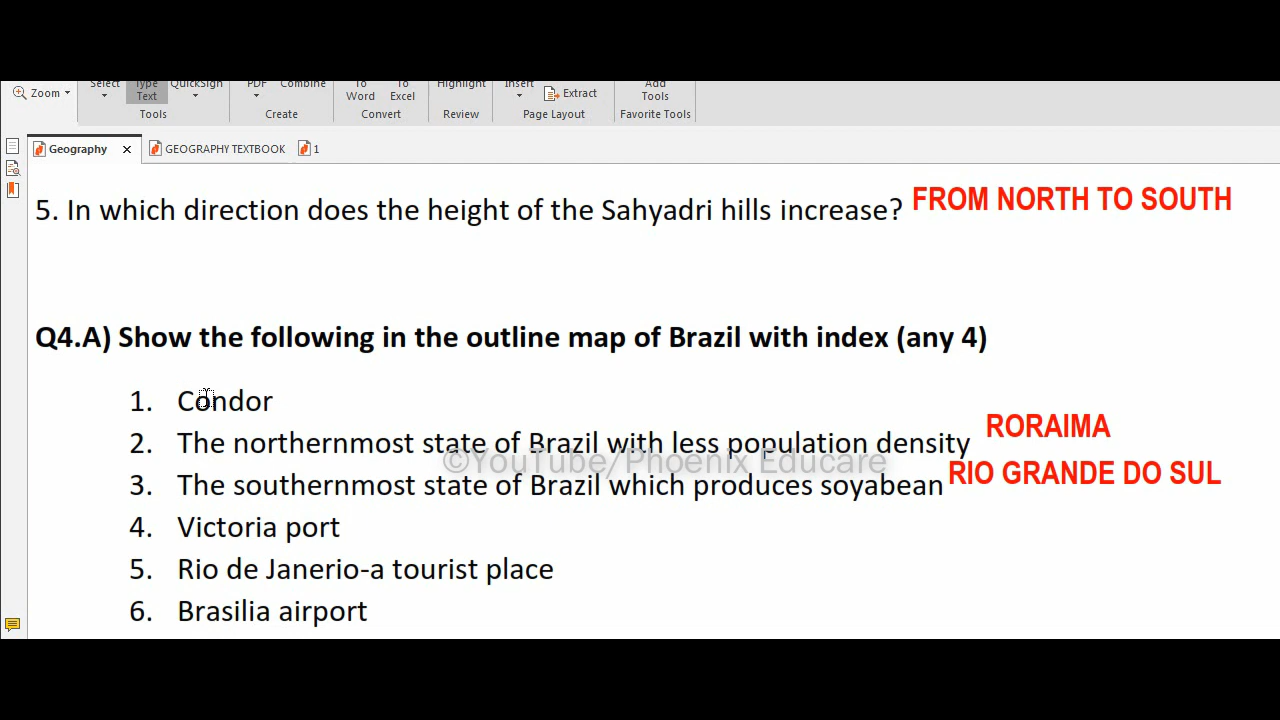 Select Type QuickSign PDF Combine To To Highlight Insert Add
Zoom Text Word Excel Extract Tools
Tools Create Convert Review Page Layout Favorite Tools
Geography GEOGRAPHY TEXTBOOK 1
5. In which direction does the height of the Sahyadri hills increase? FROM NORTH TO SOUTH
Q4.A) Show the following in the outline map of Brazil with index (any 4)
1. Condor
2. The northernmost state of Brazil with less population density RORAIMA
©YouTube/Phoenix Educare
3. The southernmost state of Brazil which produces soyabean RIO GRANDE DO SUL
4. Victoria port
5. Rio de Janerio-a tourist place
6. Brasilia airport